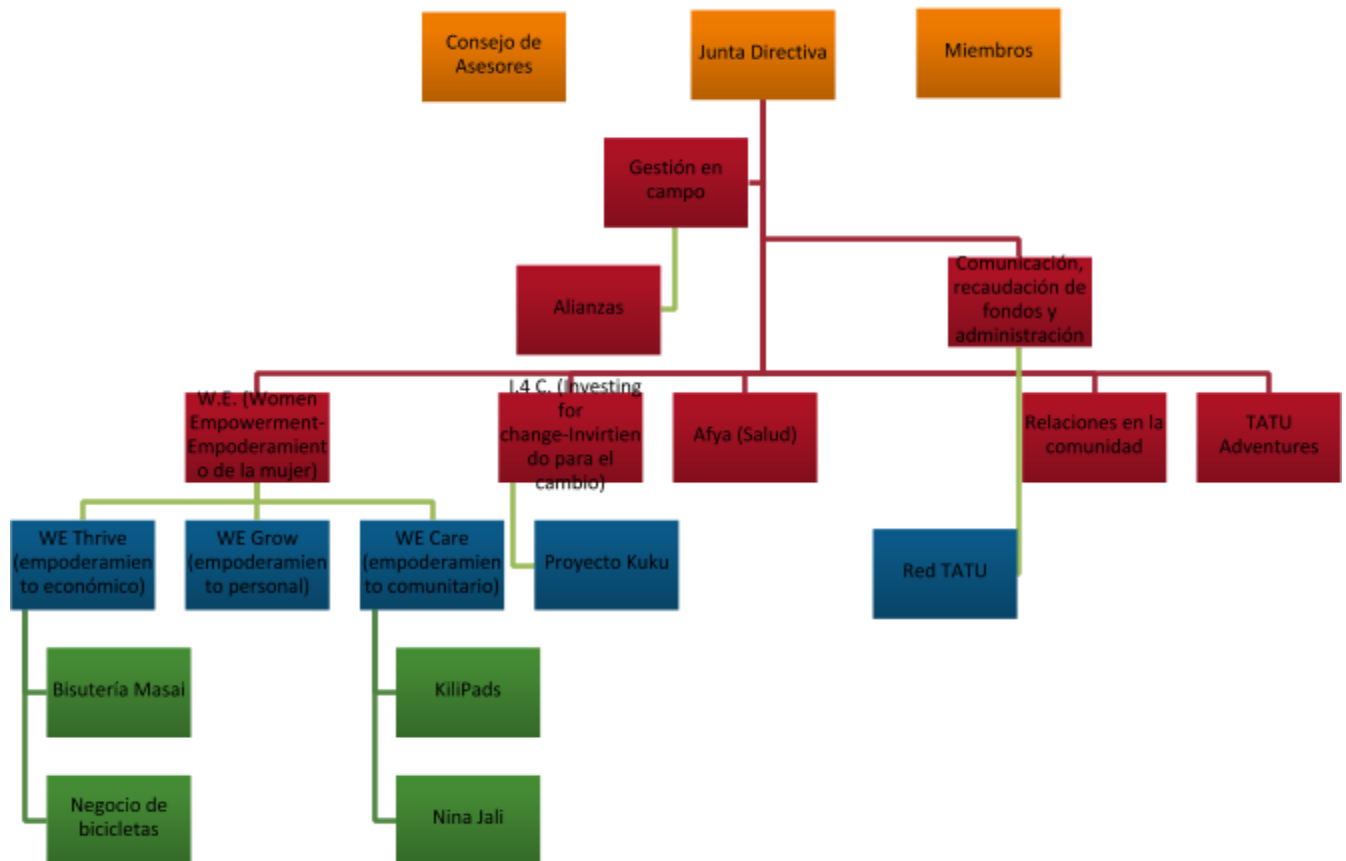 Consejo de
Asesores
Junta Directiva
Miembros
Gestión en
campo
Alianzas
Comunicación,
recaudación de
fondos y
administración
W.E. (Women
Empowerment-
Empoderamient
o de la mujer)
I.4 C. (Investing
for
change-Invirtien
do para el
cambio)
Afya (Salud)
Relaciones en la
comunidad
TATU
Adventures
WE Thrive
(empoderamien
to económico)
WE Grow
(empoderamien
to personal)
WE Care
(empoderamien
to comunitario)
Proyecto Kuku
Red TATU
Bisutería Masai
KiliPads
Negocio de
bicicletas
Nina Jali